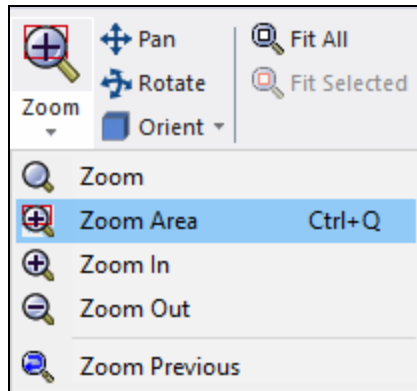 Pan
Fit All
Rotate
Fit Selected
Zoom
Orient
Zoom
Zoom Area Ctrl+Q
Zoom In
Zoom Out
Zoom Previous